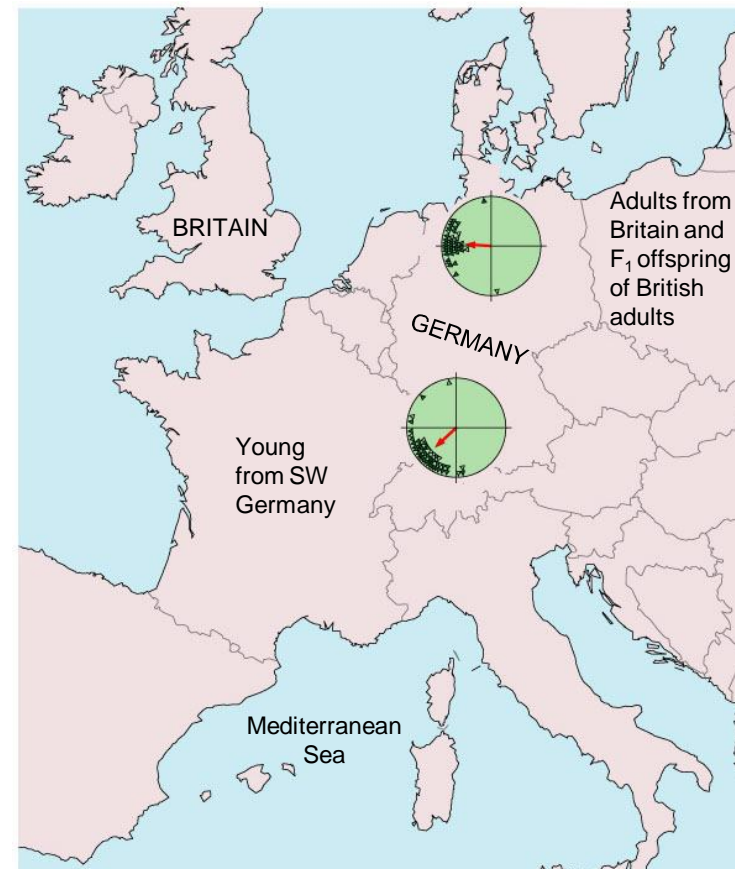 BRITAIN
Adults from
Britain and
F₁ offspring
of British
adults
GERMANY
Young
from SW
Germany
Mediterranean
Sea